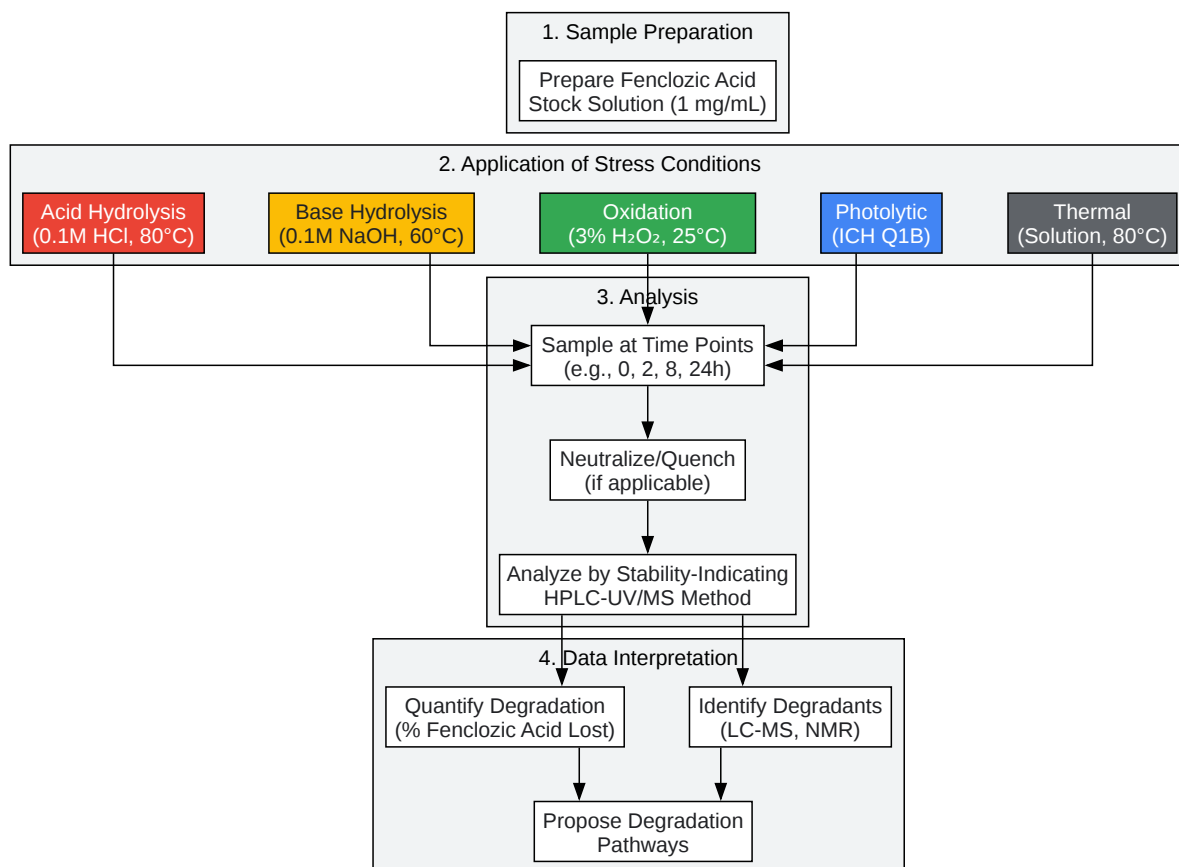 1. Sample Preparation
Prepare Fenclozic Acid
Stock Solution (1 mg/mL)
2. Application of Stress Conditions
Acid Hydrolysis
(0.1M HCl, 80°C)
Base Hydrolysis
(0.1M NaOH, 60°C)
Oxidation
(3% H₂O₂, 25°C)
Photolytic
(ICH Q1B)
Thermal
(Solution, 80°C)
3. Analysis
Sample at Time Points
(e.g., 0, 2, 8, 24h)
Neutralize/Quench
(if applicable)
Analyze by Stability-Indicating
HPLC-UV/MS Method
4. Data Interpretation
Quantify Degradation
(% Fenclozic Acid Lost)
Identify Degradants
(LC-MS, NMR)
Propose Degradation
Pathways